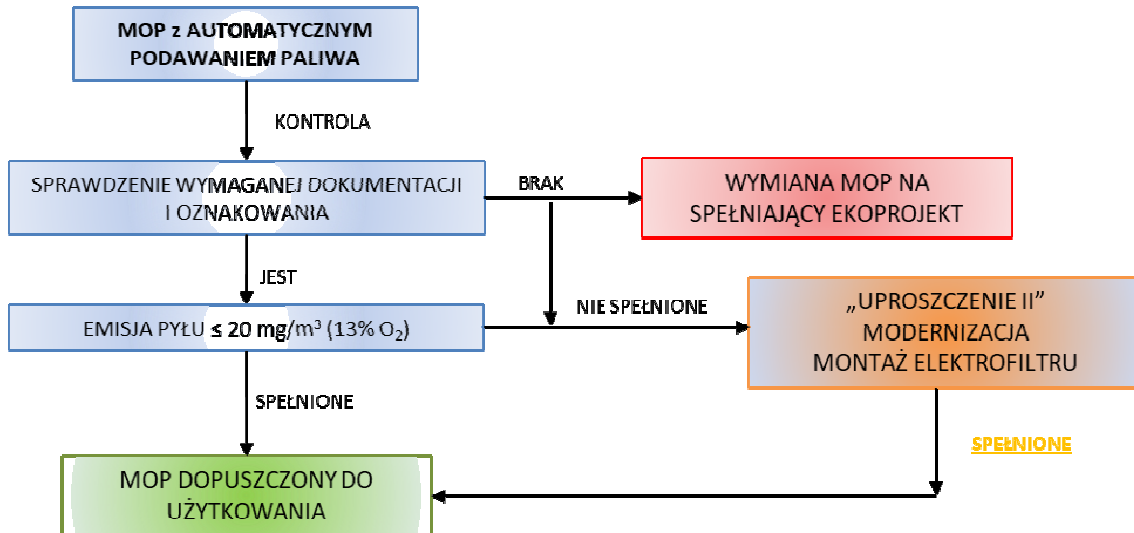 MOP z AUTOMATYCZNYM
PODAWANIEM PALIWA
KONTROLA
SPRAWDZENIE WYMAGANEJ DOKUMENTACJI
I OZNAKOWANIA
BRAK
WYMIANA MOP NA
SPEŁNIAJĄCY EKOPROJEKT
JEST
EMISJA PYŁU ≤ 20 mg/m³ (13% O₂)
NIE SPEŁNIONE
„UPROSZCZENIE II”
MODERNIZACJA
MONTAŻ ELEKTROFILTRU
SPEŁNIONE
SPEŁNIONE
MOP DOPUSZCZONY DO
UŻYTKOWANIA